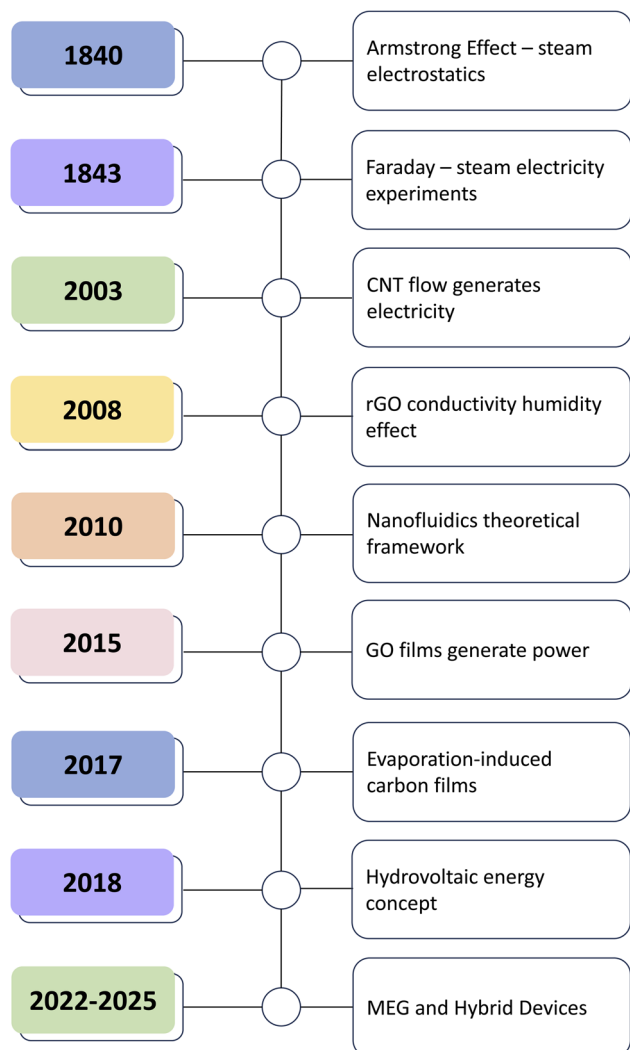 1840
Armstrong Effect – steam
electrostatics
1843
Faraday – steam electricity
experiments
2003
CNT flow generates
electricity
2008
rGO conductivity humidity
effect
2010
Nanofluidics theoretical
framework
2015
GO films generate power
2017
Evaporation-induced
carbon films
2018
Hydrovoltaic energy
concept
2022-2025
MEG and Hybrid Devices